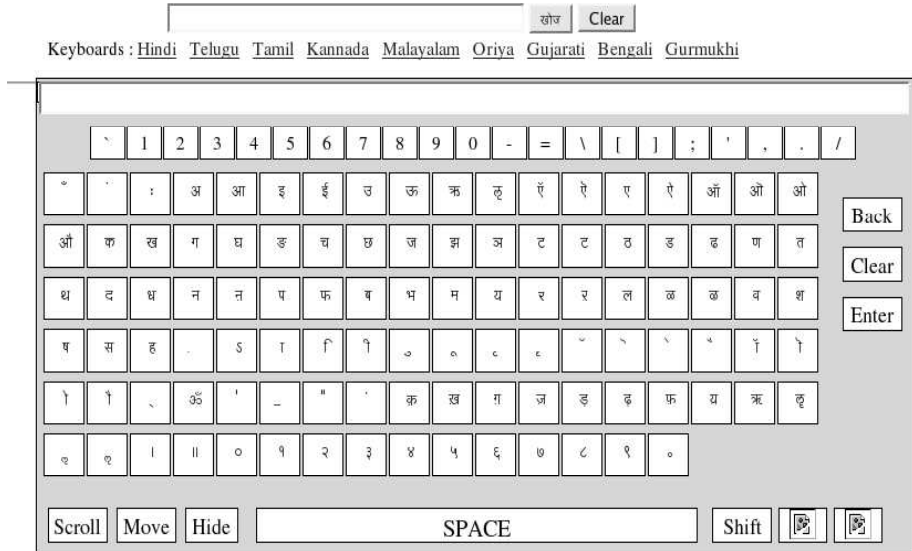 खोज Clear
Keyboards : Hindi Telugu Tamil Kannada Malayalam Oriya Gujarati Bengali Gurmukhi
` 1 2 3 4 5 6 7 8 9 0 - = \ [ ] ; ' , . /
ँ ं ः अ आ इ ई उ ऊ ऋ ऌ ऍ ऎ ए ऐ ऑ ऒ ओ
Back
औ क ख ग घ ङ च छ ज झ ञ ट ट ठ ड ढ ण त
Clear
थ द ध न ऩ प फ ब भ म य र ऱ ल ळ ऴ व श
Enter
ष स ह ़ ऽ ा ि ी ु ू ृ ॄ ॅ ॆ े ै ॉ ॊ
ो ौ ् ॐ ॑ ॒ ॓ ॔ क़ ख़ ग़ ज़ ड़ ढ़ फ़ य़ ॠ ॡ
ॢ ॣ । ॥ ० १ २ ३ ४ ५ ६ ७ ८ ९ ॰
Scroll Move Hide SPACE Shift